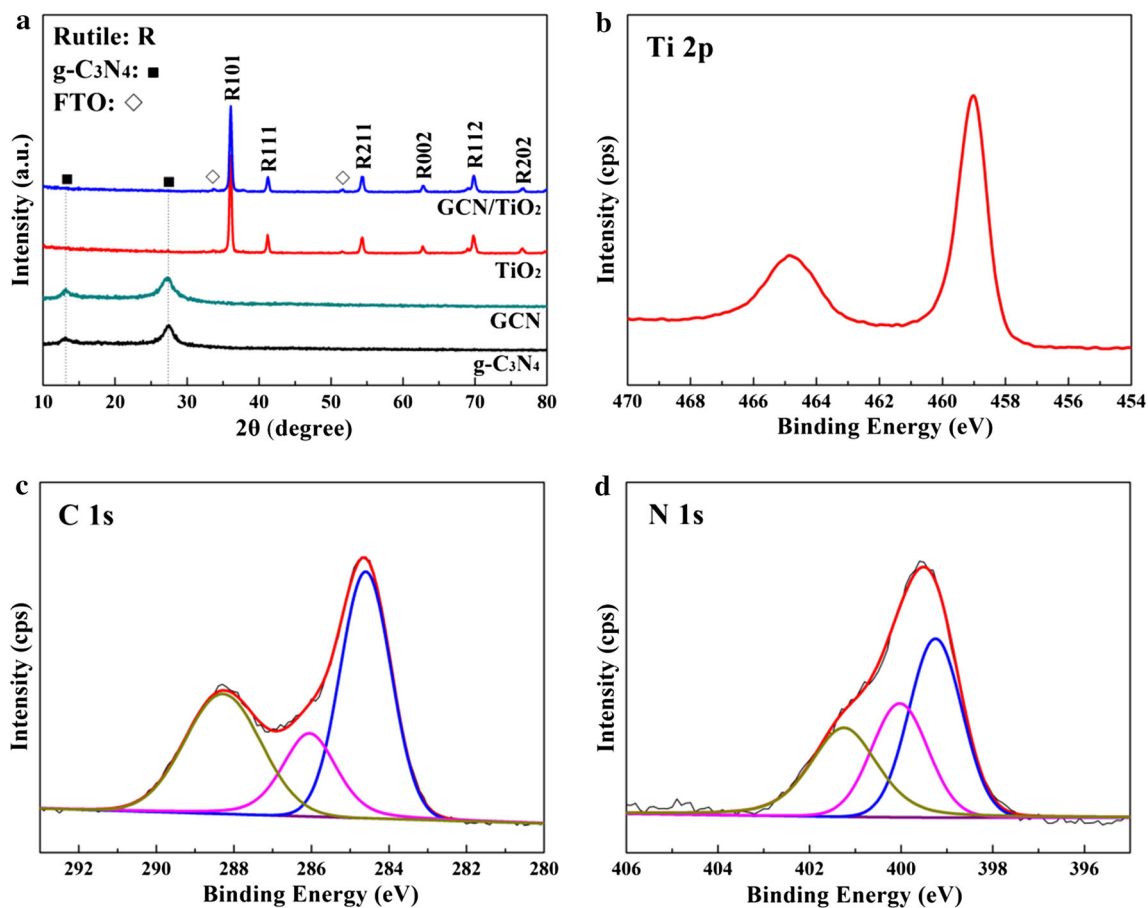 a
Rutile: R
g-C₃N₄: ■
FTO: ◇
R101
R111
R211
R002
R112
R202
GCN/TiO₂
TiO₂
GCN
g-C₃N₄
Intensity (a.u.)
10 20 30 40 50 60 70 80
2θ (degree)
b
Ti 2p
Intensity (cps)
470 468 466 464 462 460 458 456 454
Binding Energy (eV)
c
C 1s
Intensity (cps)
292 290 288 286 284 282 280
Binding Energy (eV)
d
N 1s
Intensity (cps)
406 404 402 400 398 396
Binding Energy (eV)